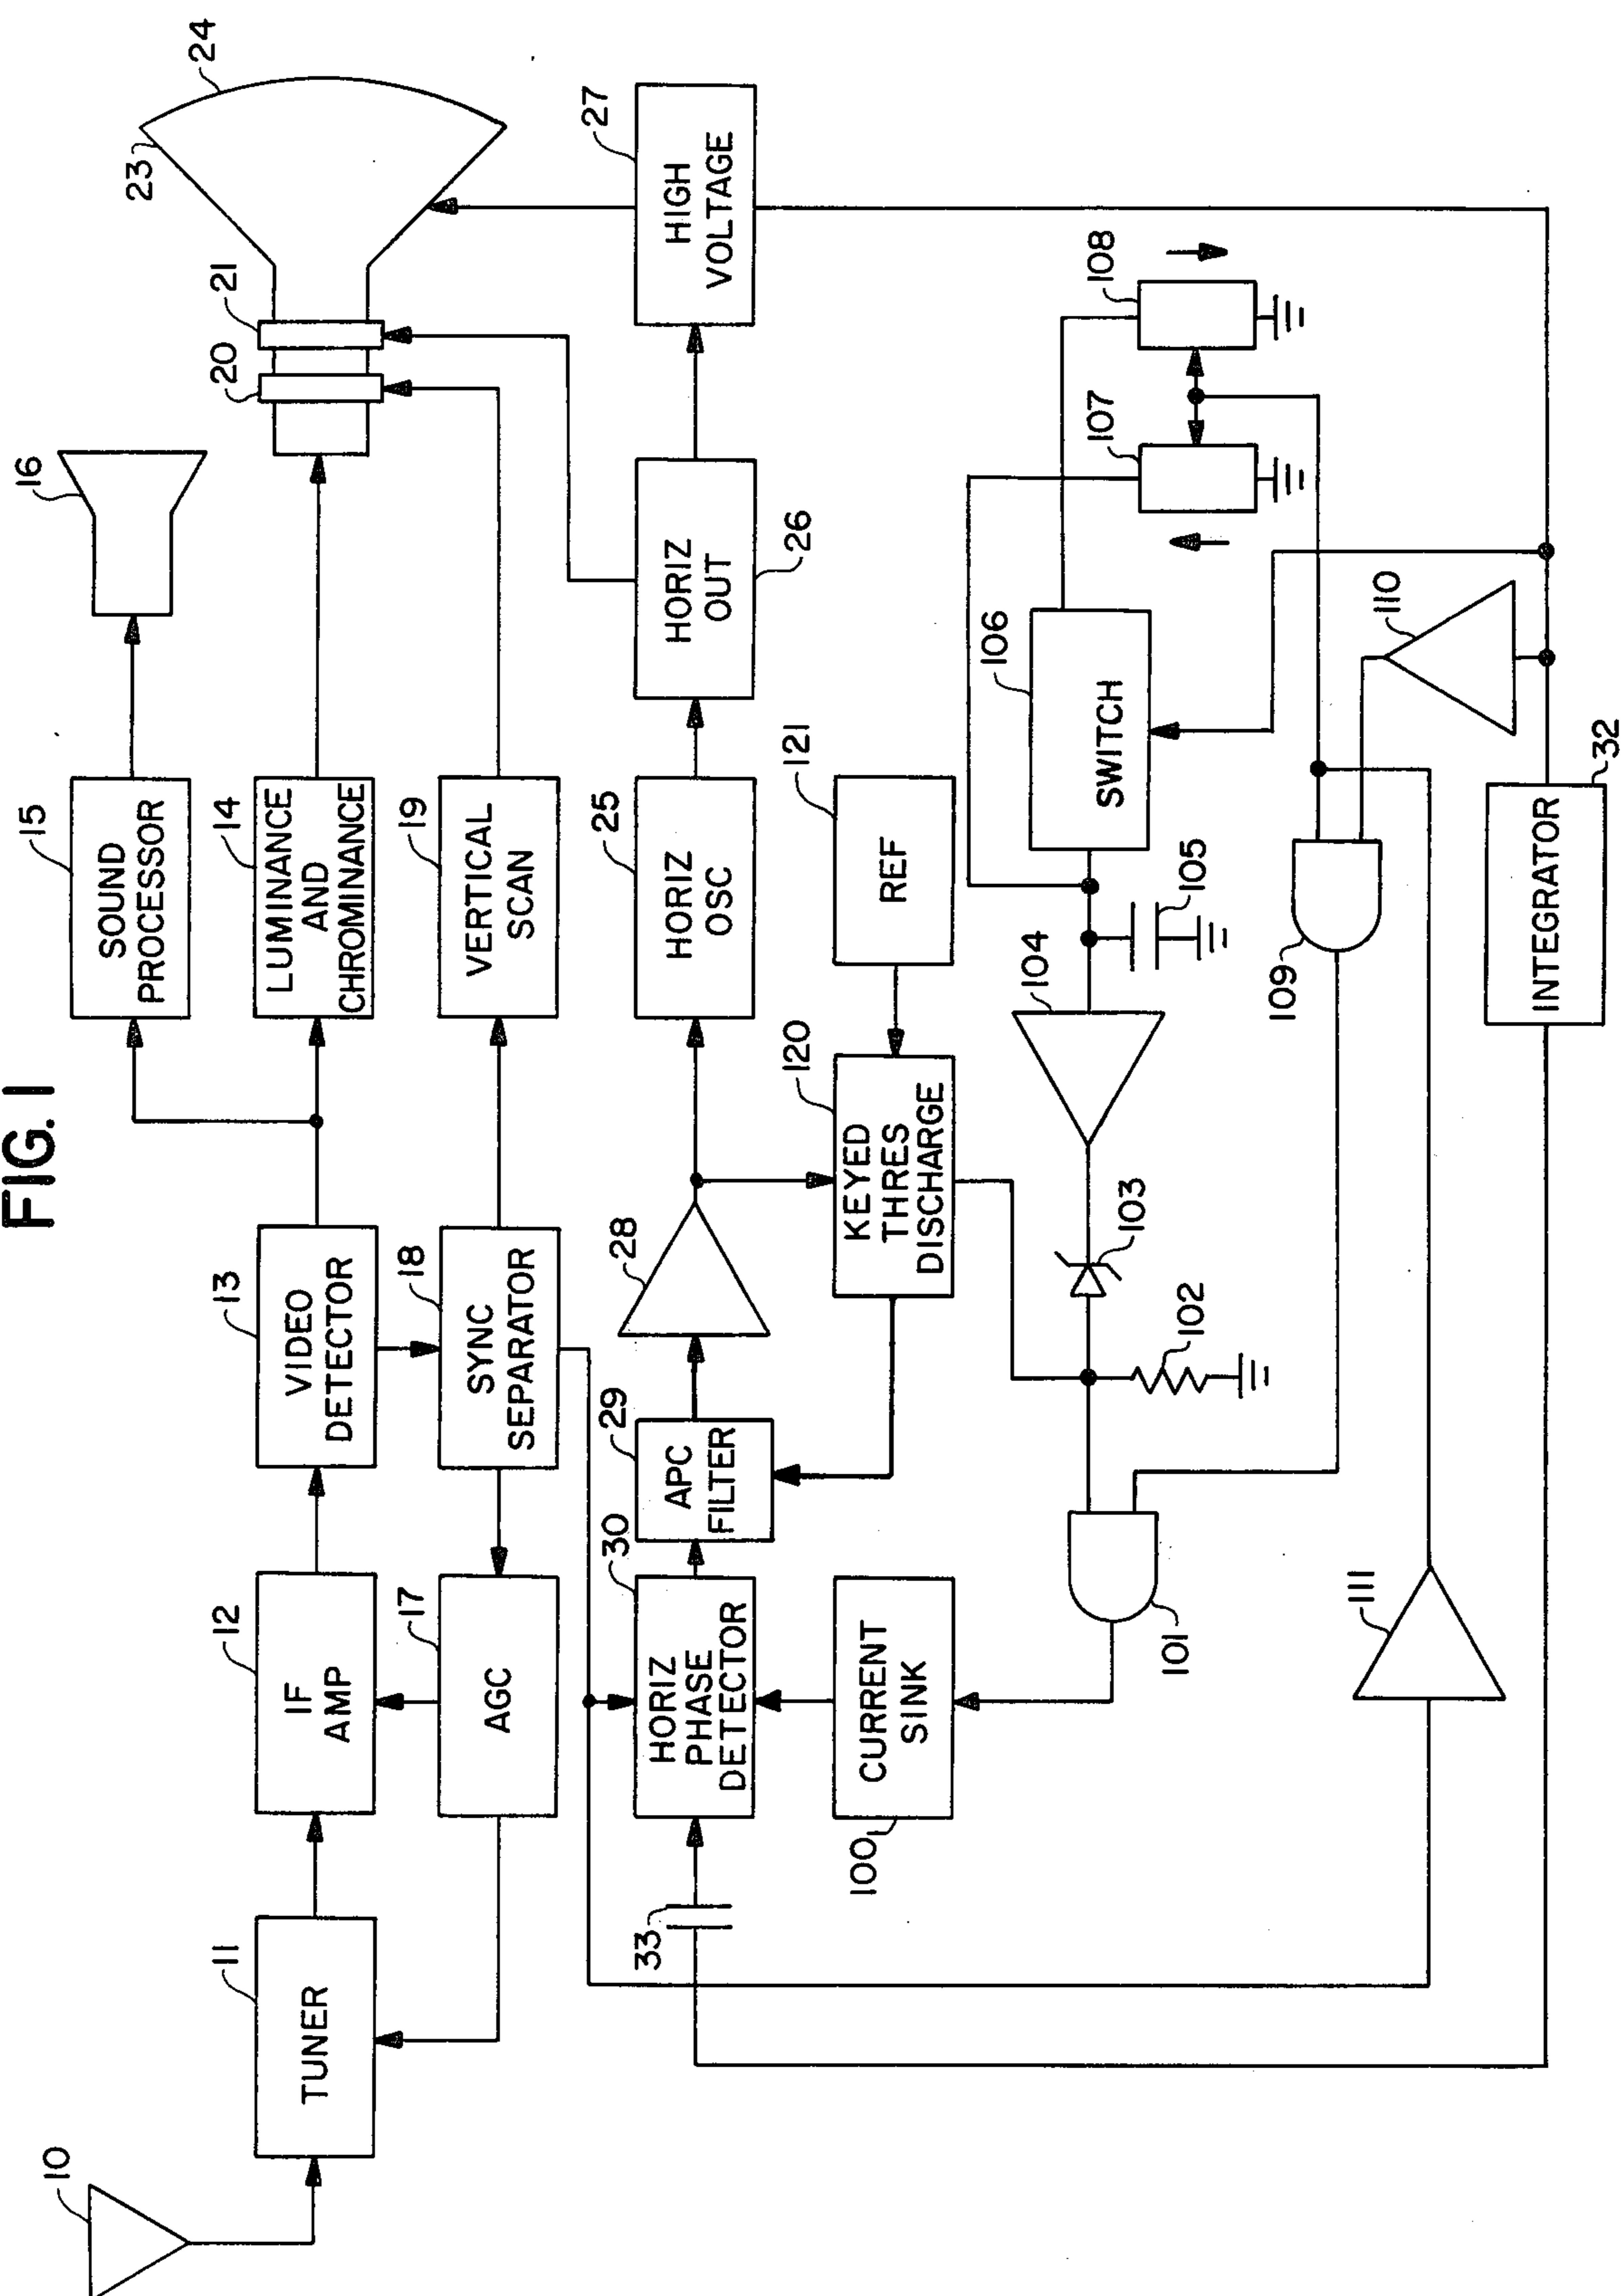 FIG. 1
10
11
TUNER
12
IF
AMP
13
VIDEO
DETECTOR
15
SOUND
PROCESSOR
16
14
LUMINANCE
AND
CHROMINANCE
17
AGC
18
SYNC
SEPARATOR
19
VERTICAL
SCAN
20
21
23
24
33
30
HORIZ
PHASE
DETECTOR
29
APC
FILTER
28
25
HORIZ
OSC
HORIZ
OUT
26
27
HIGH
VOLTAGE
CURRENT
SINK
100
120
KEYED
THRES
DISCHARGE
121
REF
101
102
103
104
105
106
SWITCH
107
108
109
110
111
INTEGRATOR
32